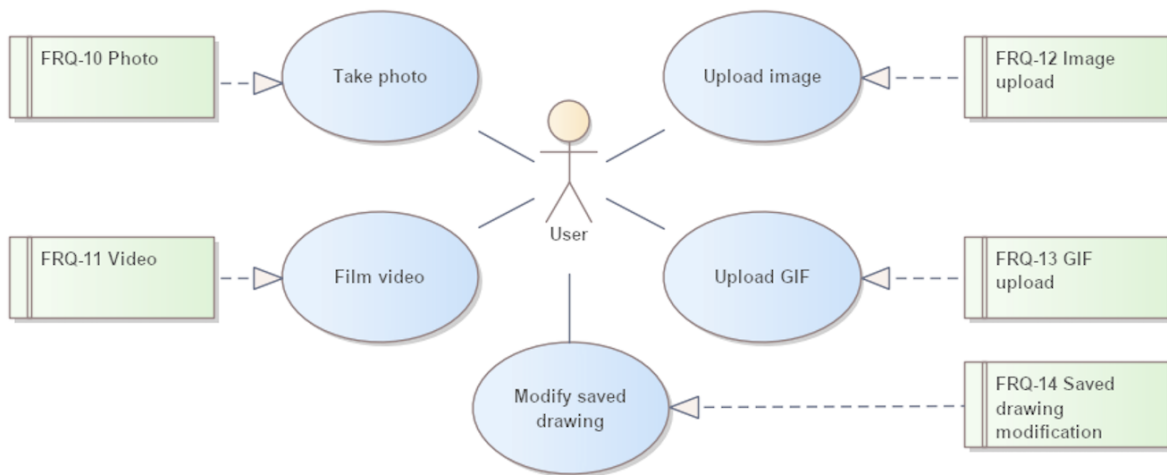 FRQ-10 Photo
Take photo
Upload image
FRQ-12 Image
upload
User
FRQ-11 Video
Film video
Upload GIF
FRQ-13 GIF
upload
Modify saved
drawing
FRQ-14 Saved
drawing
modification